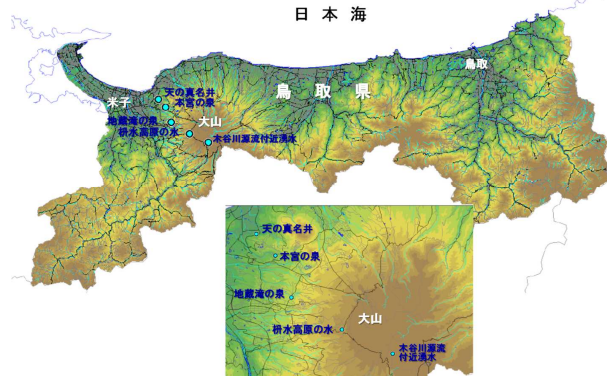 日本海
米子
天の真名井
本宮の泉
地蔵滝の泉
枡水高原の水
大山
木谷川源流付近湧水
鳥取県
鳥取
天の真名井
本宮の泉
地蔵滝の泉
大山
枡水高原の水
木谷川源流
付近湧水